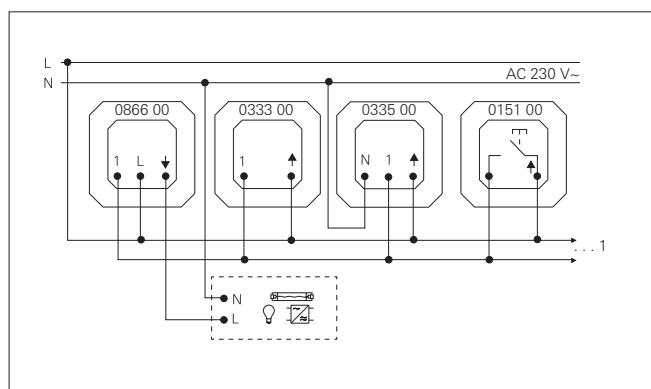 L
N
AC 230 V~
0866 00
0333 00
0335 00
0151 00
1 L ↓
1 ↑
N 1 ↑
↑
. . . 1
N
L